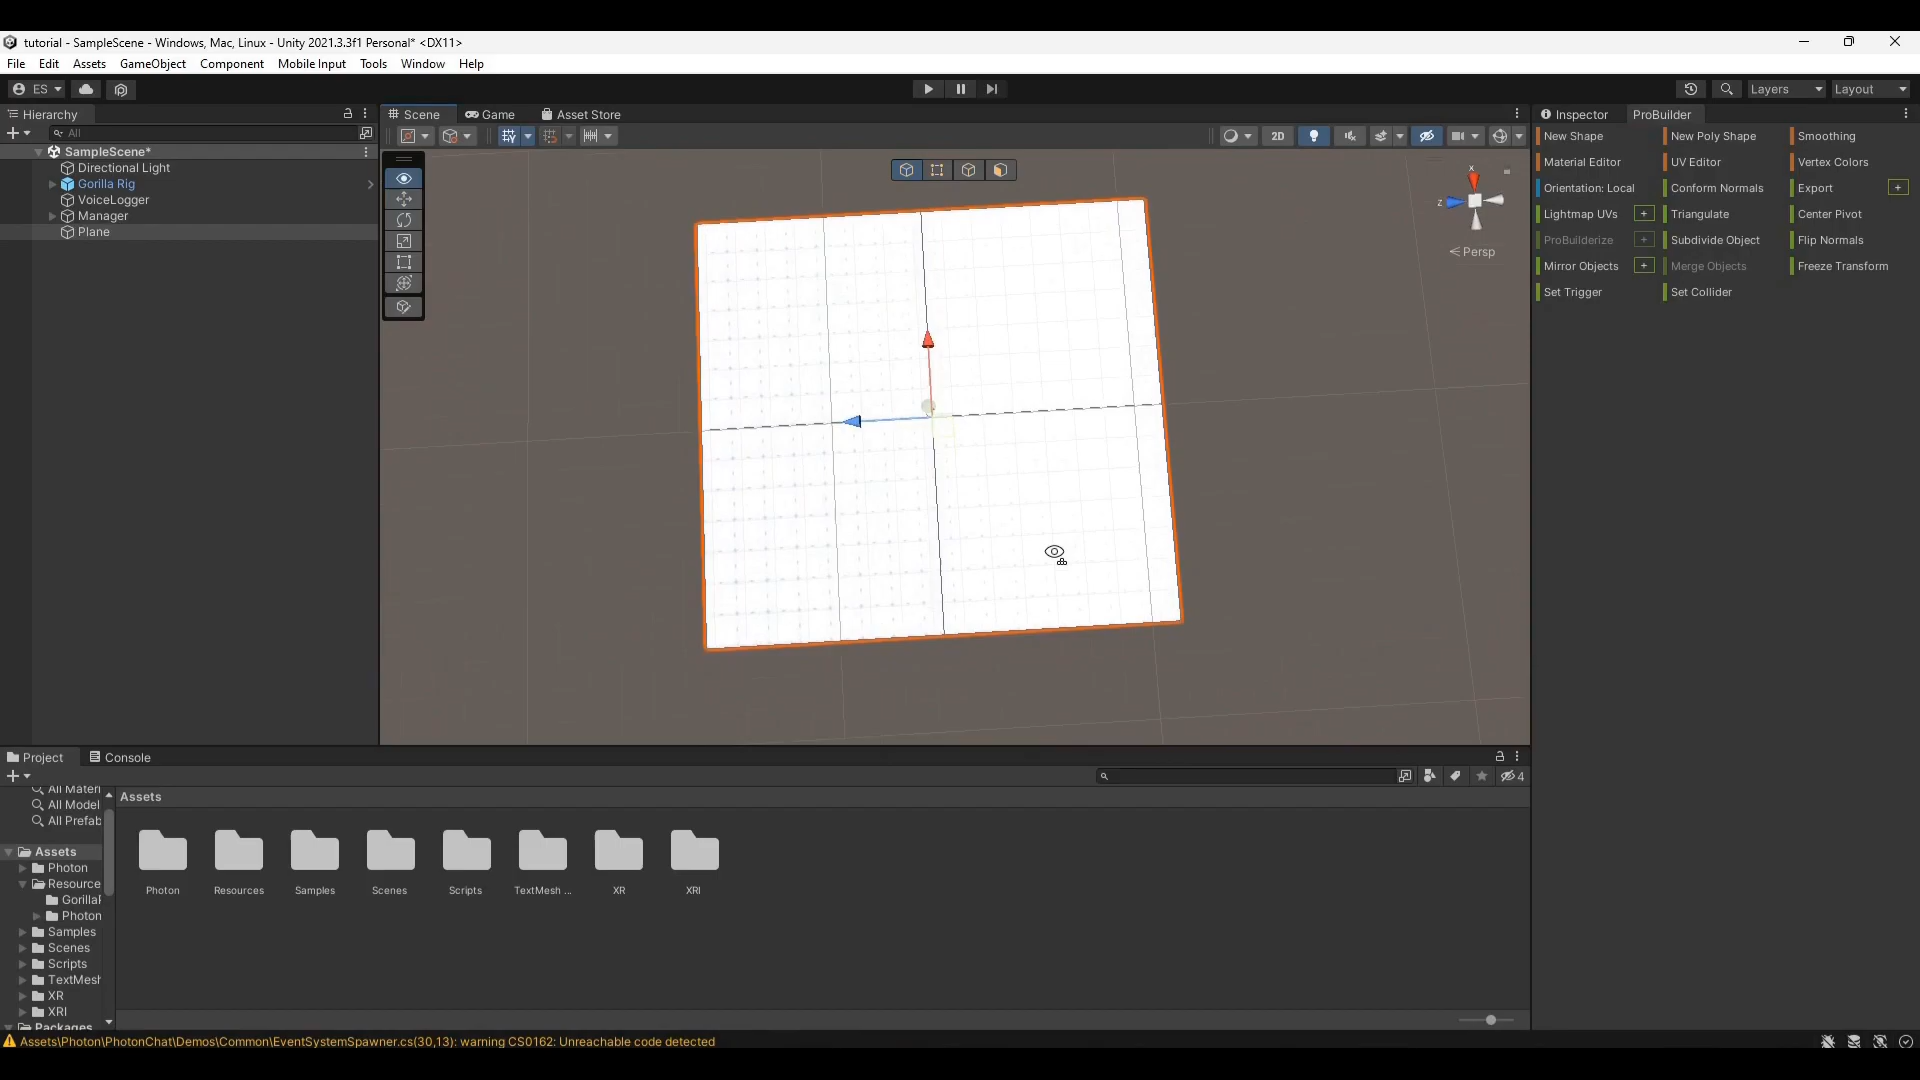 tutorial - SampleScene - Windows, Mac, Linux - Unity 2021.3.3f1 Personal* <DX11>
File Edit Assets GameObject Component Mobile Input Tools Window Help
ES Layers Layout
Hierarchy
All
SampleScene*
Directional Light
Gorilla Rig
VoiceLogger
Manager
Plane
Scene Game Asset Store
2D
x
z
Persp
Inspector ProBuilder
New Shape New Poly Shape Smoothing
Material Editor UV Editor Vertex Colors
Orientation: Local Conform Normals Export +
Lightmap UVs + Triangulate Center Pivot
ProBuilderize + Subdivide Object Flip Normals
Mirror Objects + Merge Objects Freeze Transform
Set Trigger Set Collider
Project Console
4
All Materi
All Model
All Prefab
Assets
Photon
Resource
Gorilla
Photon
Samples
Scenes
Scripts
TextMesh
XR
XRI
Packages
Assets
Photon Resources Samples Scenes Scripts TextMesh ... XR XRI
Assets\Photon\PhotonChat\Demos\Common\EventSystemSpawner.cs(30,13): warning CS0162: Unreachable code detected